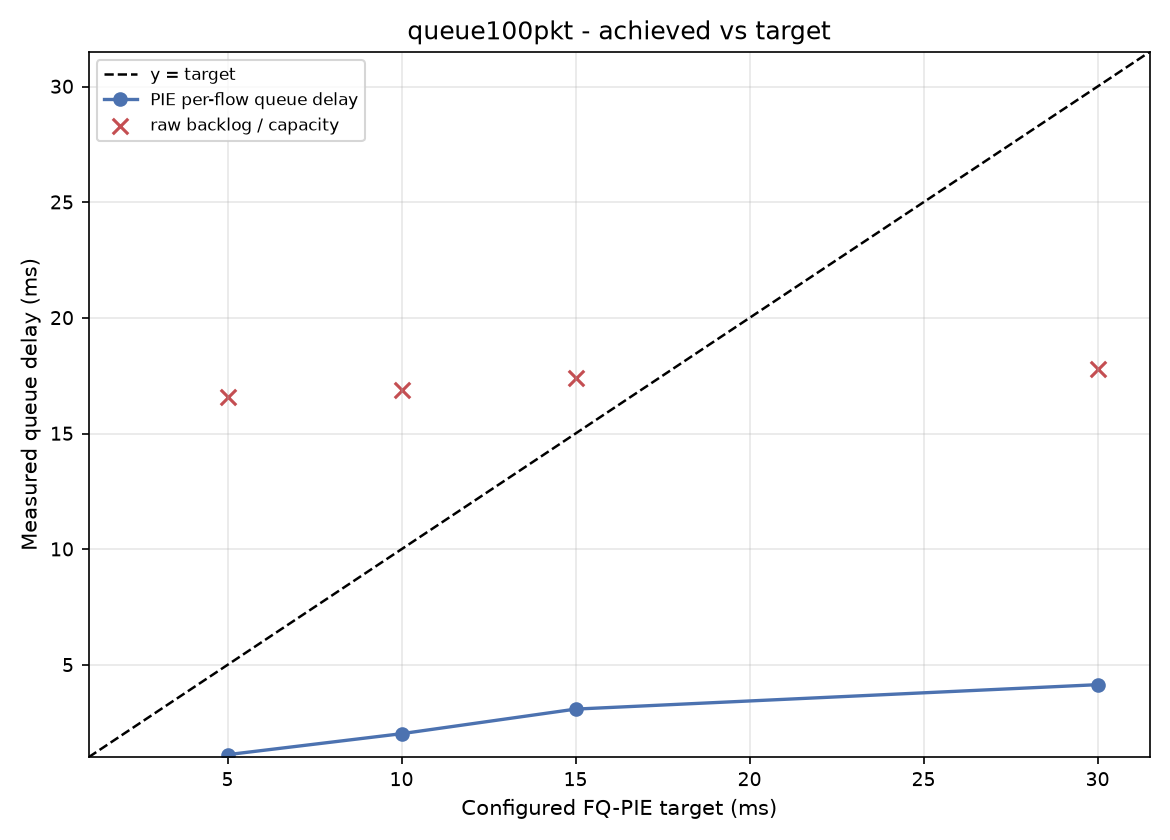 queue100pkt - achieved vs target
y = target
PIE per-flow queue delay
raw backlog / capacity
Measured queue delay (ms)
30
25
20
15
10
5
5
10
15
20
25
30
Configured FQ-PIE target (ms)